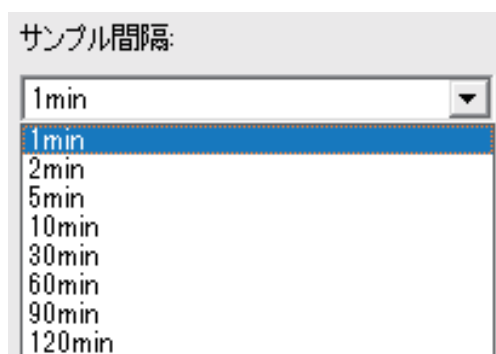 サンプル間隔:
1min
1min
2min
5min
10min
30min
60min
90min
120min